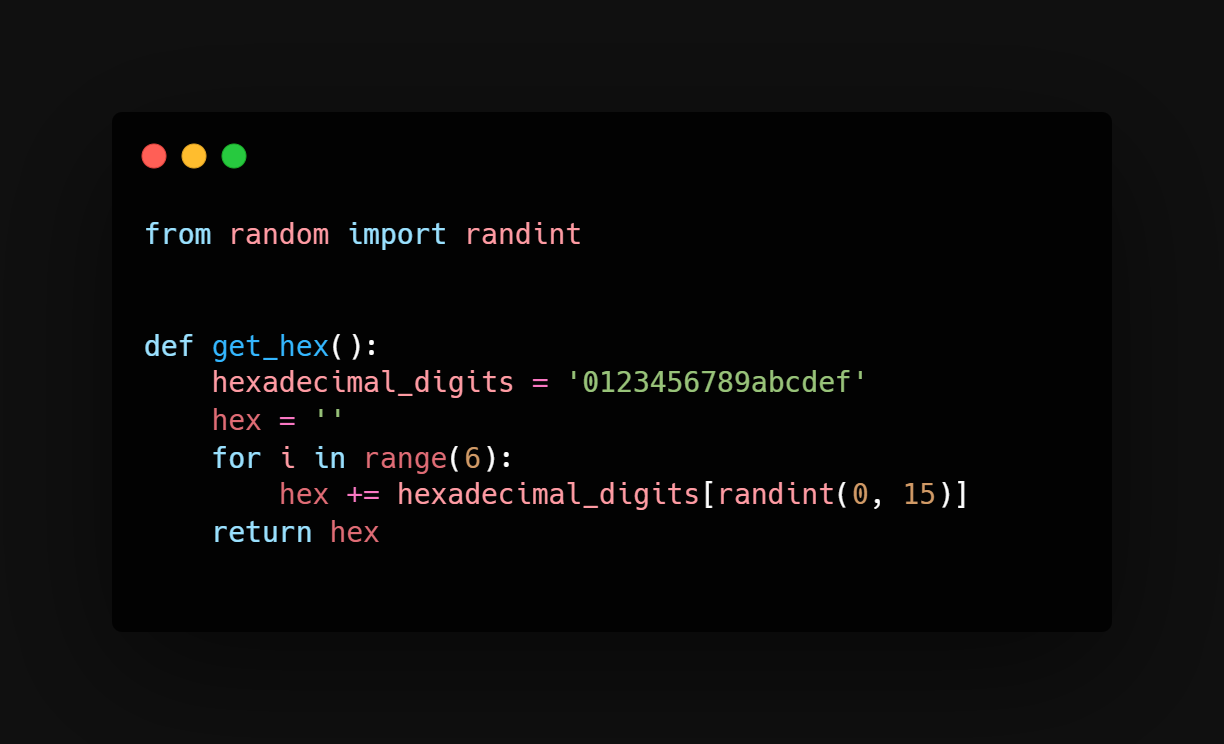 from random import randint
def get_hex():
    hexadecimal_digits = '0123456789abcdef'
    hex = ''
    for i in range(6):
        hex += hexadecimal_digits[randint(0, 15)]
    return hex